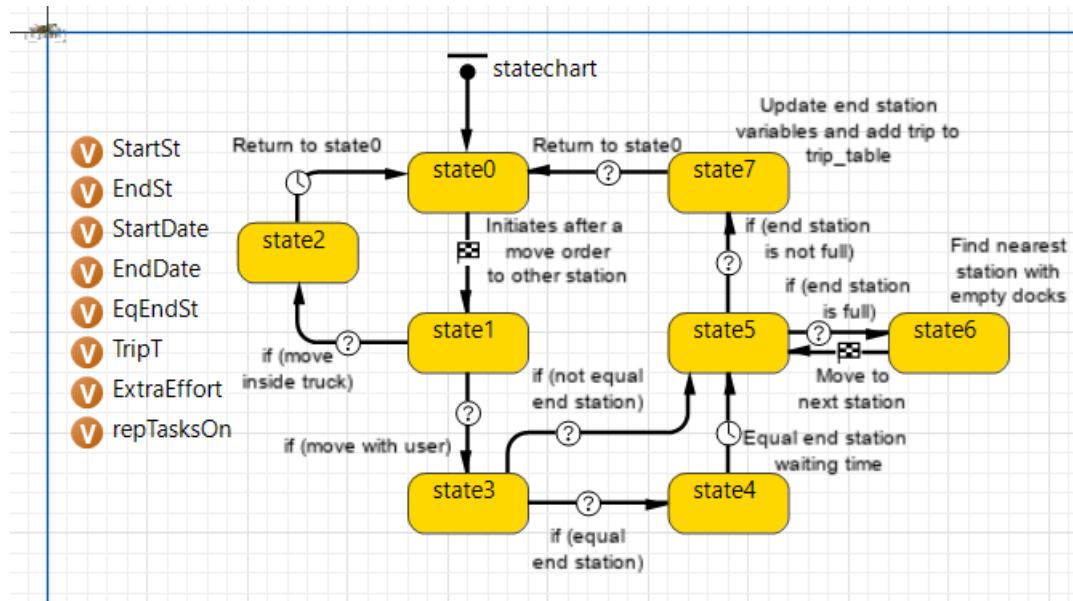 statechart
StartSt
EndSt
StartDate
EndDate
EqEndSt
TripT
ExtraEffort
repTasksOn
V
V
V
V
V
V
V
V
Return to state0
state0
Return to state0
?
Update end station
variables and add trip to
trip_table
state7
state2
Initiates after a
move order
to other station
if (end station
is not full)
?
Find nearest
station with
empty docks
if (end station
is full)
state1
?
if (move
inside truck)
state5
?
state6
Move to
next station
?
if (move with user)
if (not equal
end station)
?
Equal end station
waiting time
state3
?
if (equal
end station)
state4